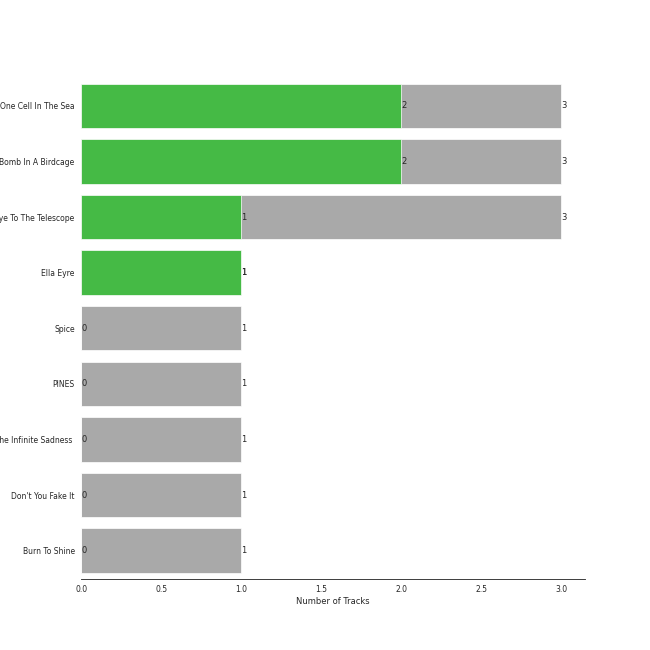 One Cell In The Sea 2 3
Bomb In A Birdcage 2 3
ye To The Telescope 1 3
Ella Eyre 1
Spice 0 1
PINES 0 1
he Infinite Sadness 0 1
Don't You Fake It 0 1
Burn To Shine 0 1
0.0 0.5 1.0 1.5 2.0 2.5 3.0
Number of Tracks